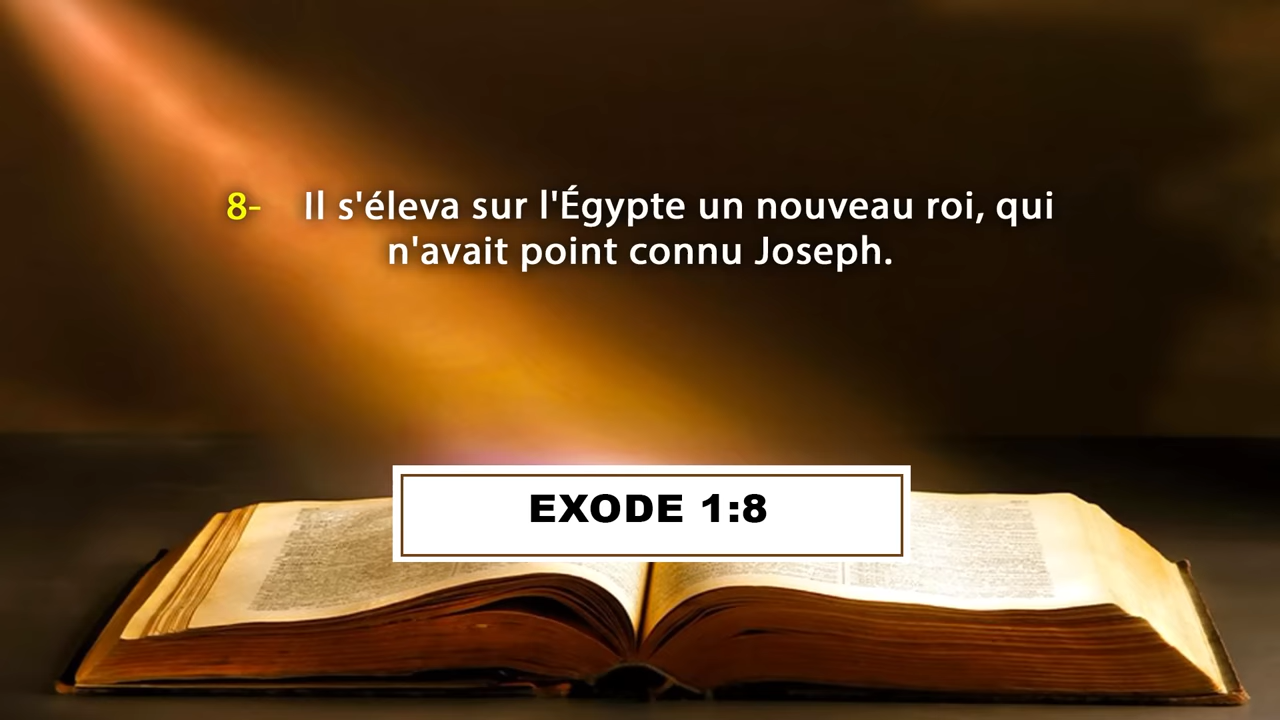 8- Il s'éleva sur l'Égypte un nouveau roi, qui
n'avait point connu Joseph.
EXODE 1:8